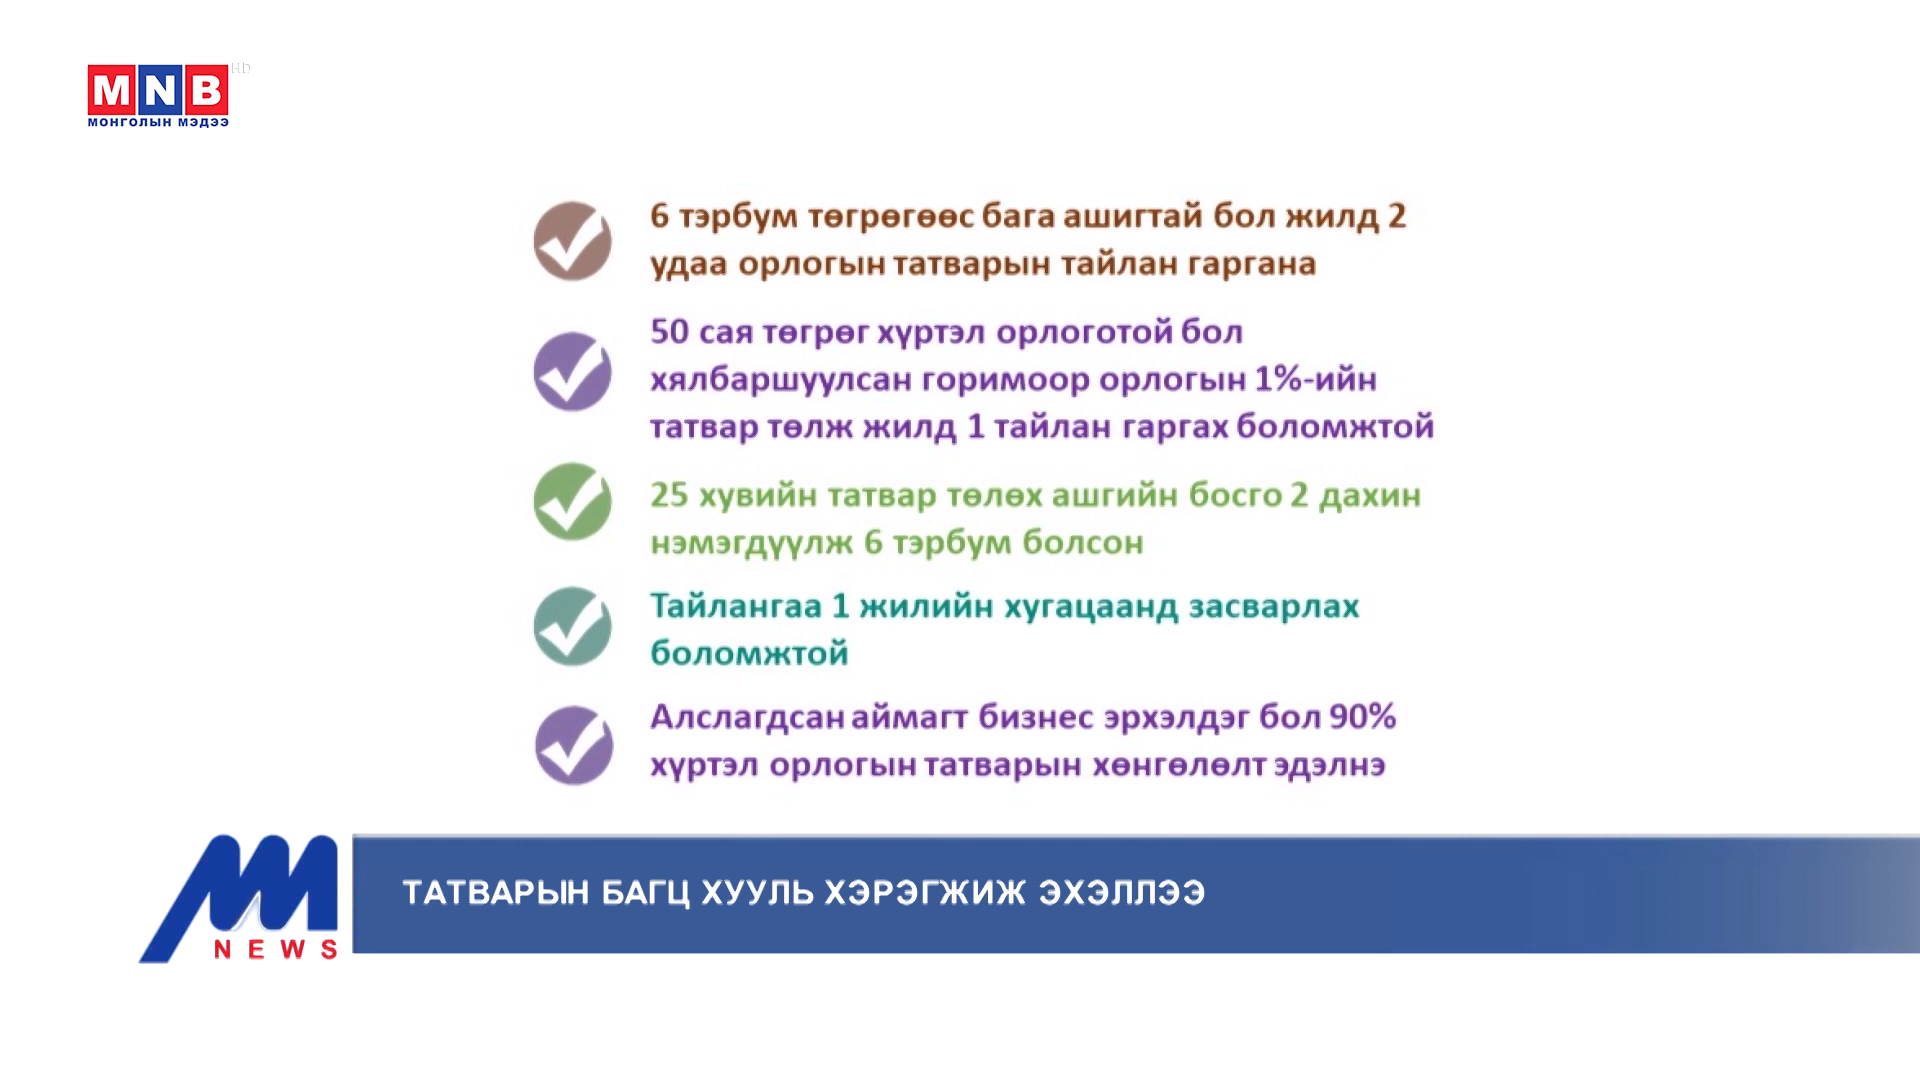 MNB HD
МОНГОЛЫН МЭДЭЭ
6 тэрбум төгрөгөөс бага ашигтай бол жилд 2
удаа орлогын татварын тайлан гаргана
50 сая төгрөг хүртэл орлоготой бол
хялбаршуулсан горимоор орлогын 1%-ийн
татвар төлж жилд 1 тайлан гаргах боломжтой
25 хувийн татвар төлөх ашгийн босго 2 дахин
нэмэгдүүлж 6 тэрбум болсон
Тайлангаа 1 жилийн хугацаанд засварлах
боломжтой
Алслагдсан аймагт бизнес эрхэлдэг бол 90%
хүртэл орлогын татварын хөнгөлөлт эдэлнэ
ТАТВАРЫН БАГЦ ХУУЛЬ ХЭРЭГЖИЖ ЭХЭЛЛЭЭ
NEWS